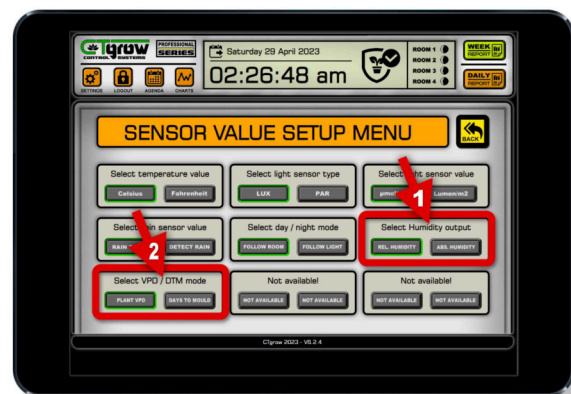 CTgrow
CONTROL SYSTEMS
PROFESSIONAL
SERIES
SETTINGS
LOGOUT
AGENDA
CHARTS
Saturday 29 April 2023
02:26:48 am
ROOM 1
ROOM 2
ROOM 3
ROOM 4
WEEK
REPORT
DAILY
REPORT
SENSOR VALUE SETUP MENU
BACK
Select temperature value
Celsius Fahrenheit
Select light sensor type
LUX PAR
sensor value
Lumen/m2
1
sensor value
RAIN DETECT RAIN
2
Select day / night mode
FOLLOW ROOM FOLLOW LIGHT
Select Humidity output
REL. HUMIDITY ABS. HUMIDITY
Select VPD / DTM mode
PLANT VPD DAYS TO MOULD
Not available!
NOT AVAILABLE NOT AVAILABLE
Not available!
NOT AVAILABLE NOT AVAILABLE
CTgrow 2023 - V6.2.4